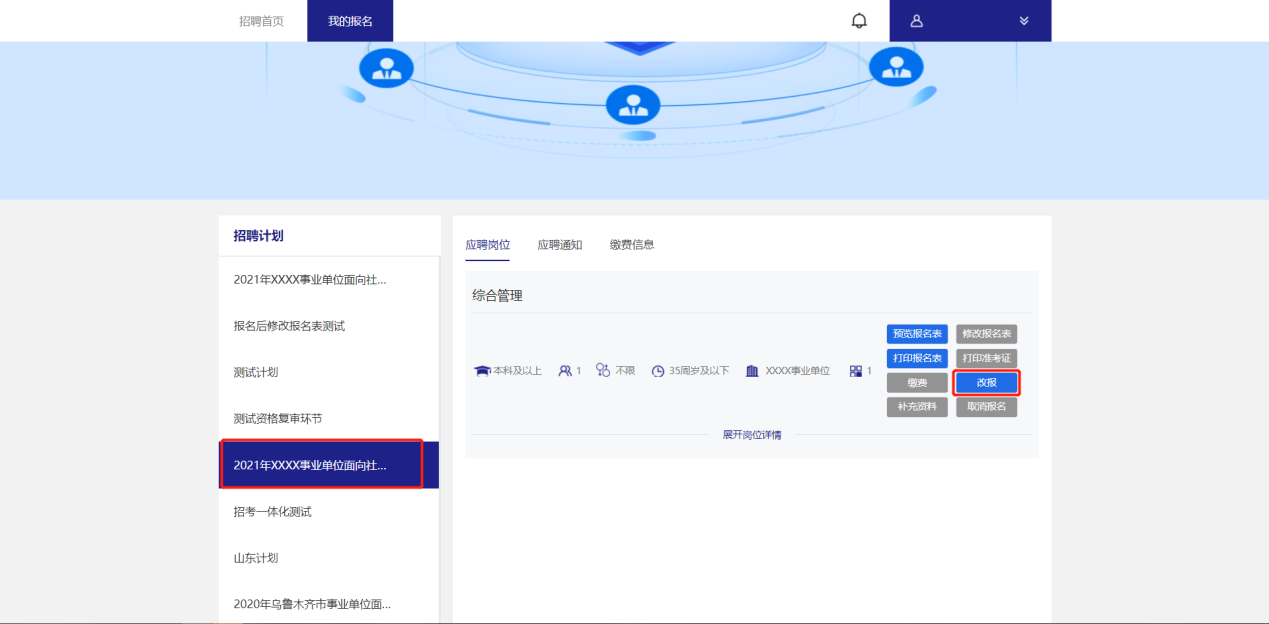 招聘首页
我的报名
招聘计划
2021年XXXX事业单位面向社...
报名后修改报名表测试
测试计划
测试资格复审环节
2021年XXXX事业单位面向社...
招考一体化测试
山东计划
2020年乌鲁木齐市事业单位面...
应聘岗位 应聘通知 缴费信息
综合管理
本科及以上 1 不限 35周岁及以下 XXXX事业单位 1
预览报名表 修改报名表
打印报名表 打印准考证
缴费 改报
补充资料 取消报名
展开岗位详情